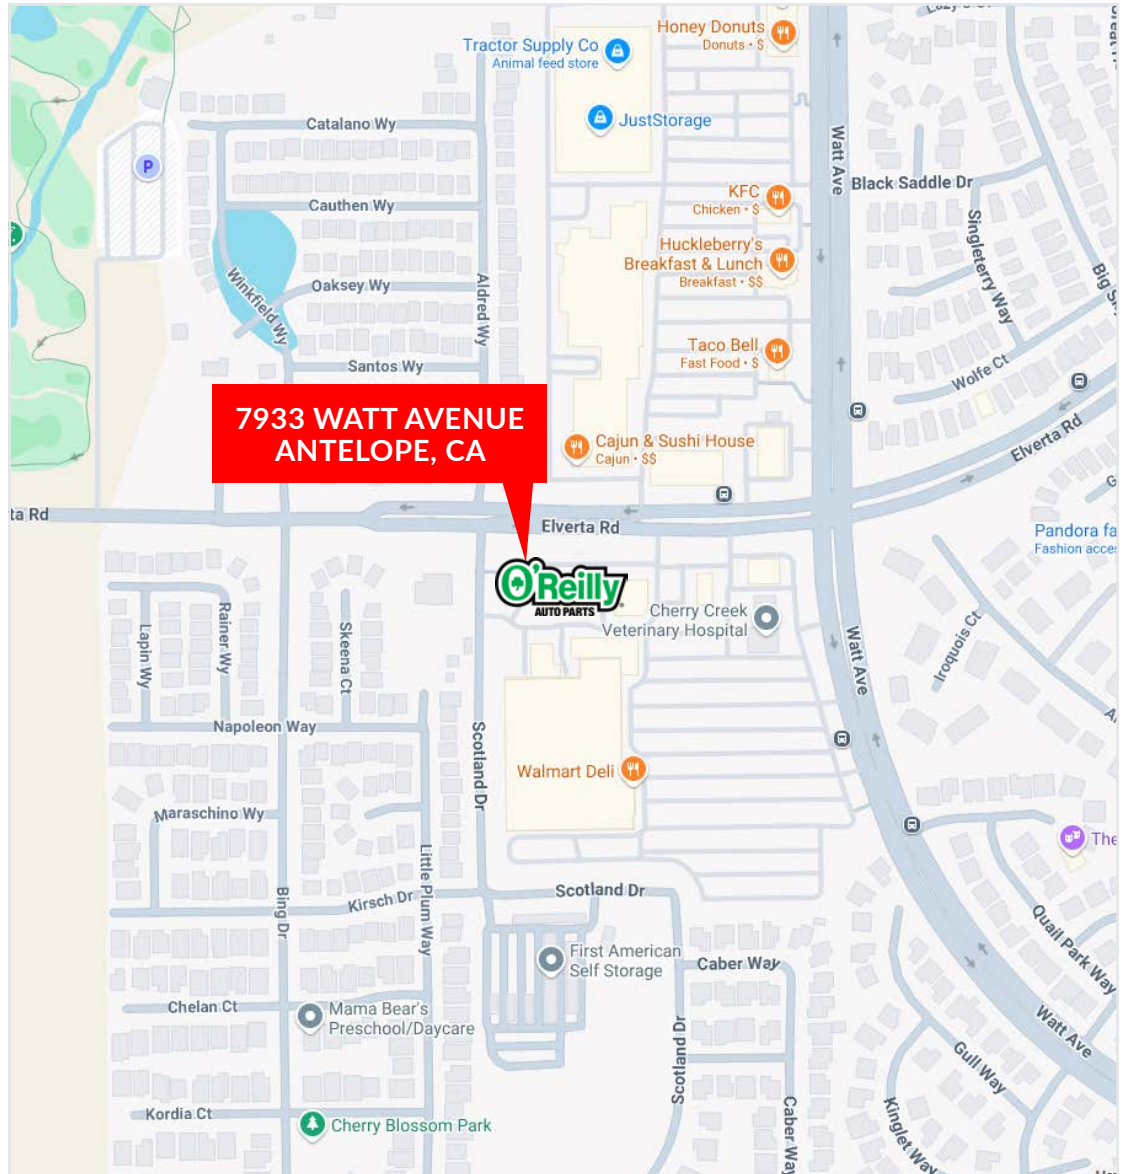 Honey Donuts
Donuts • $
Tractor Supply Co
Animal feed store
JustStorage
Catalano Wy
Watt Ave
P
KFC
Chicken • $
Black Saddle Dr
Cauthen Wy
Singleterry Way
Huckleberry's
Breakfast & Lunch
Breakfast • $$
Oaksey Wy
Winkfield Wy
Aldred Wy
Taco Bell
Fast Food • $
Santos Wy
Wolfe Ct
7933 WATT AVENUE
ANTELOPE, CA
Cajun & Sushi House
Cajun • $$
Elverta Rd
ta Rd
Elverta Rd
Pandora fa
Fashion acce
O'Reilly
AUTO PARTS
Cherry Creek
Veterinary Hospital
Lapin Wy
Rainer Wy
Skeena Ct
Iroquois Ct
Watt Ave
Napoleon Way
Scotland Dr
Walmart Deli
Maraschino Wy
The
Little Plum Way
Kirsch Dr
Scotland Dr
Bing Dr
Quail Park Way
First American
Self Storage
Caber Way
Chelan Ct
Mama Bear's
Preschool/Daycare
Watt Ave
Gull Way
Scotland Dr
Caber Way
Kinglet Way
Kordia Ct
Cherry Blossom Park